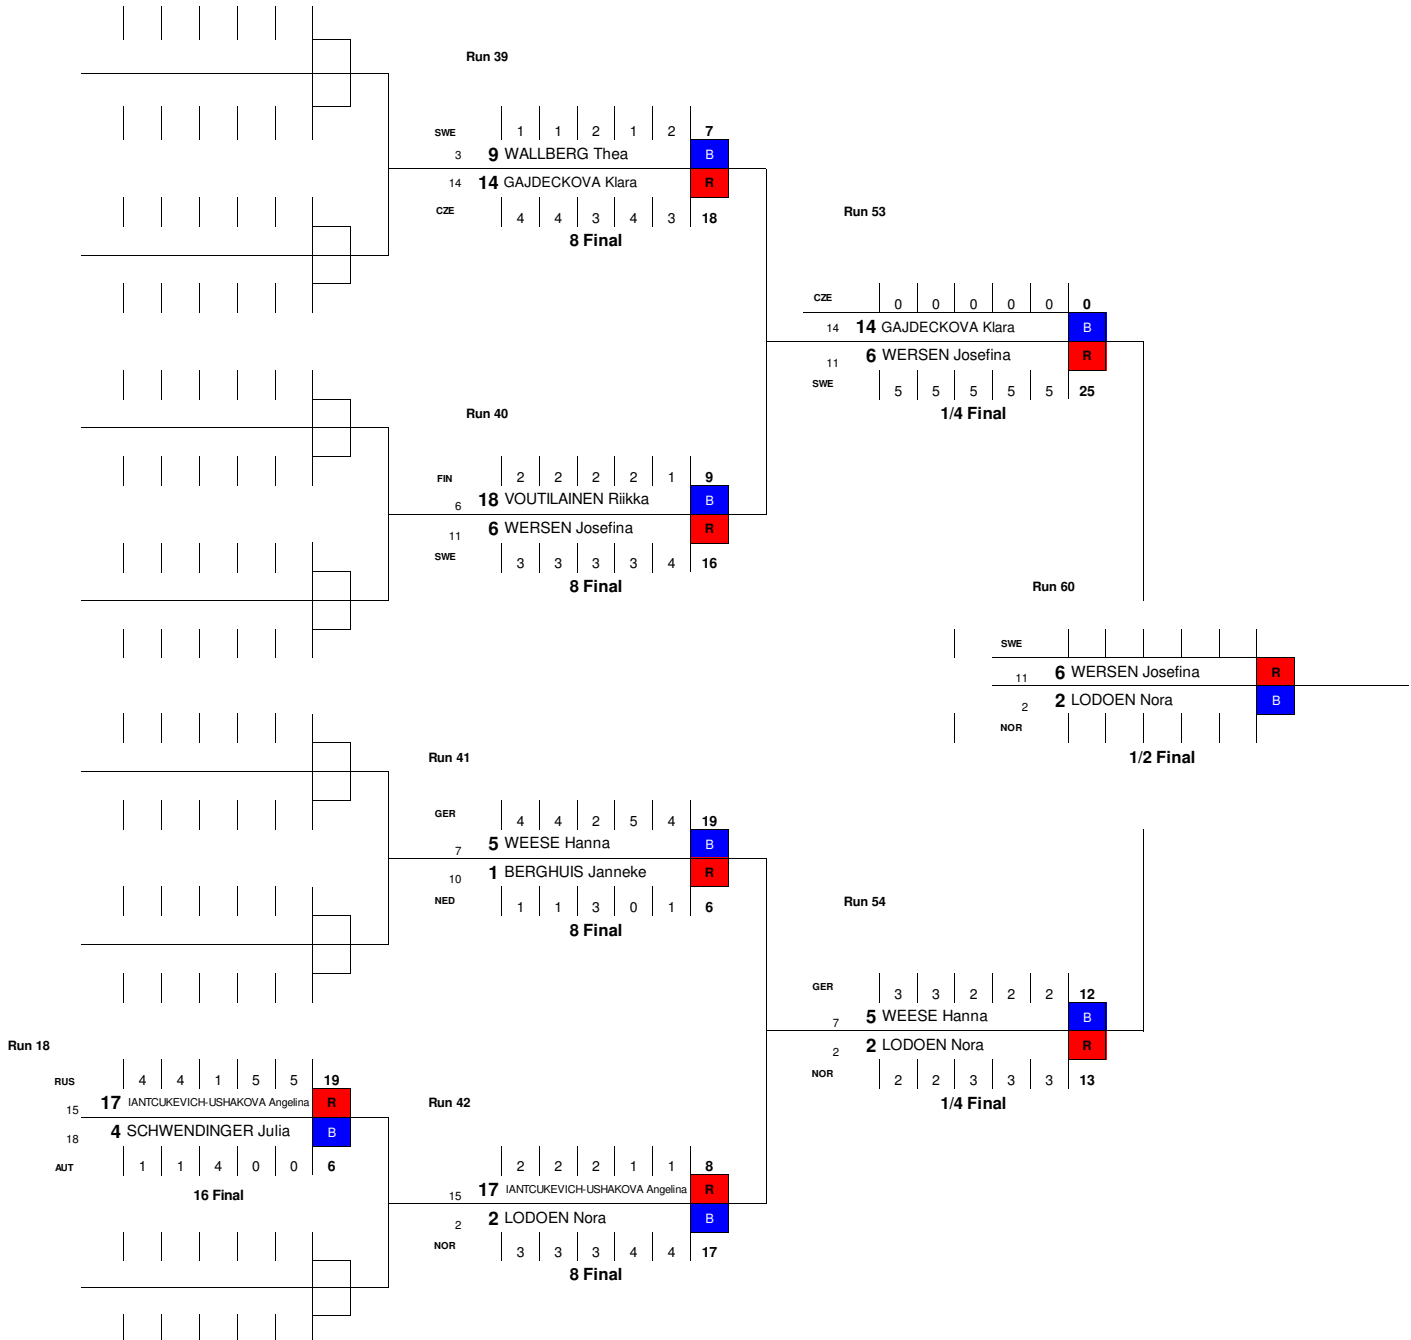 Run 39
SWE 1 1 2 1 2 7
3 9 WALLBERG Thea B
14 14 GAJDECKOVA Klara R
CZE 4 4 3 4 3 18
8 Final
Run 53
CZE 0 0 0 0 0 0
14 14 GAJDECKOVA Klara B
11 6 WERSEN Josefina R
SWE 5 5 5 5 5 25
1/4 Final
Run 40
FIN 2 2 2 2 1 9
6 18 VOUTILAINEN Riikka B
11 6 WERSEN Josefina R
SWE 3 3 3 3 4 16
8 Final
Run 60
SWE
11 6 WERSEN Josefina R
2 2 LODOEN Nora B
NOR
1/2 Final
Run 41
GER 4 4 2 5 4 19
7 5 WEESE Hanna B
10 1 BERGHUIS Janneke R
NED 1 1 3 0 1 6
8 Final
Run 54
GER 3 3 2 2 2 12
7 5 WEESE Hanna B
2 2 LODOEN Nora R
NOR 2 2 3 3 3 13
1/4 Final
Run 18
RUS 4 4 1 5 5 19
15 17 IANTCUKEVICH-USHAKOVA Angelina R
18 4 SCHWENDINGER Julia B
AUT 1 1 4 0 0 6
16 Final
Run 42
2 2 2 1 1 8
15 17 IANTCUKEVICH-USHAKOVA Angelina R
2 2 LODOEN Nora B
NOR 3 3 3 4 4 17
8 Final